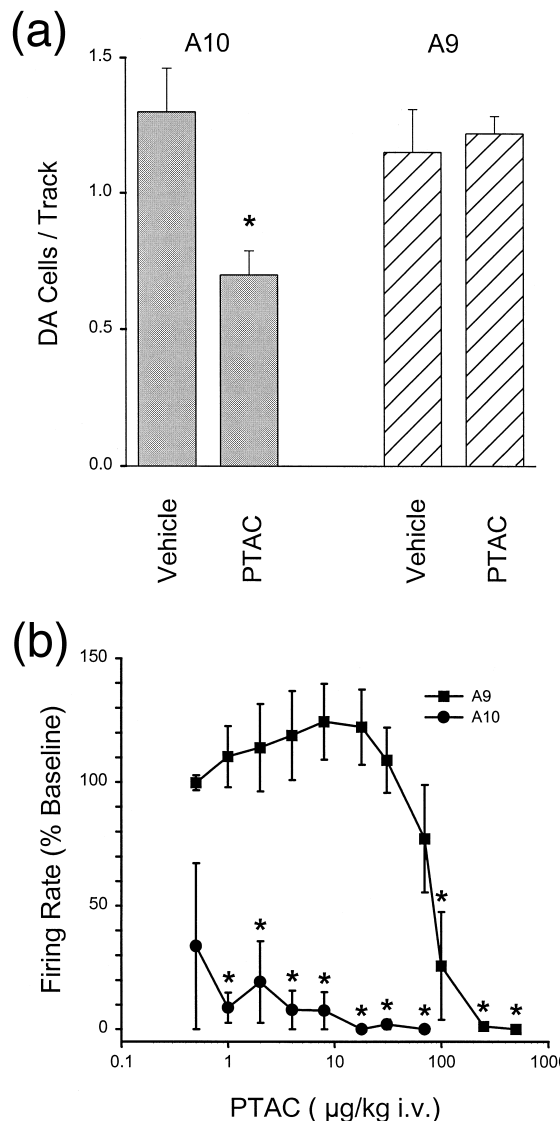 (a)
A10 A9
1.5
1.0
0.5
0.0
DA Cells / Track
*
Vehicle
PTAC
Vehicle
PTAC
(b)
150
100
50
0
Firing Rate (% Baseline)
A9
A10
* * * * * * * * * *
0.1 1 10 100 1000
PTAC ( µg/kg i.v.)